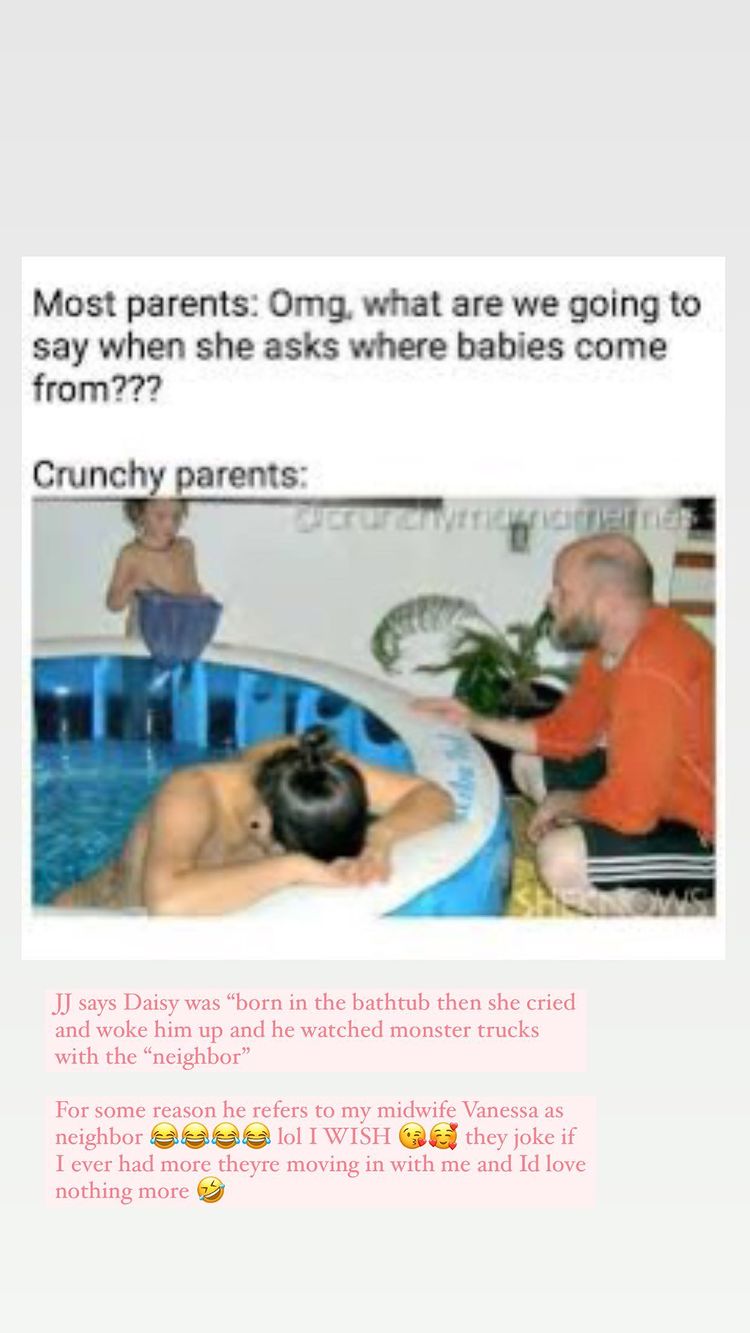 Most parents: Omg, what are we going to
say when she asks where babies come
from???
Crunchy parents:
@crunchymamamemes
SHEKNOWS
JJ says Daisy was “born in the bathtub then she cried
and woke him up and he watched monster trucks
with the “neighbor”
For some reason he refers to my midwife Vanessa as
neighbor 😂😂😂😂 lol I WISH 😘🥰 they joke if
I ever had more theyre moving in with me and Id love
nothing more 🤣